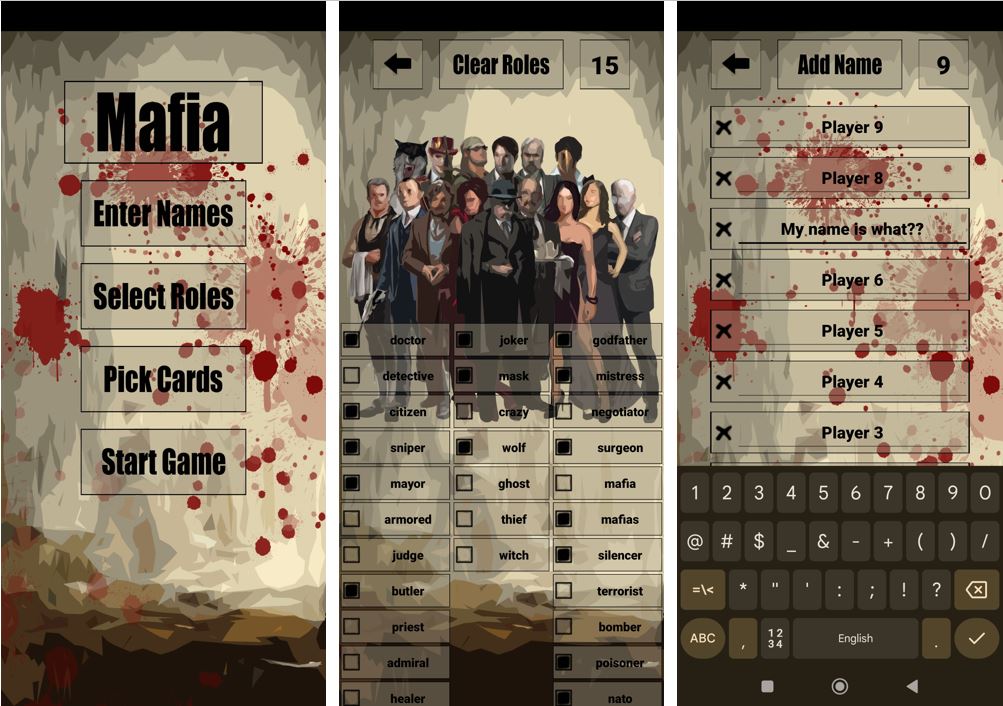 Mafia
Enter Names
Select Roles
Pick Cards
Start Game
Clear Roles 15
doctor joker godfather
detective mask mistress
citizen crazy negotiator
sniper wolf surgeon
mayor ghost mafia
armored thief mafias
judge witch silencer
butler terrorist
priest bomber
admiral poisoner
healer nato
Add Name 9
Player 9
Player 8
My name is what??
Player 6
Player 5
Player 4
Player 3
1 2 3 4 5 6 7 8 9 0
@ # $ _ & - + ( ) /
=\< * " ' : ; ! ?
ABC , 12 34 English .